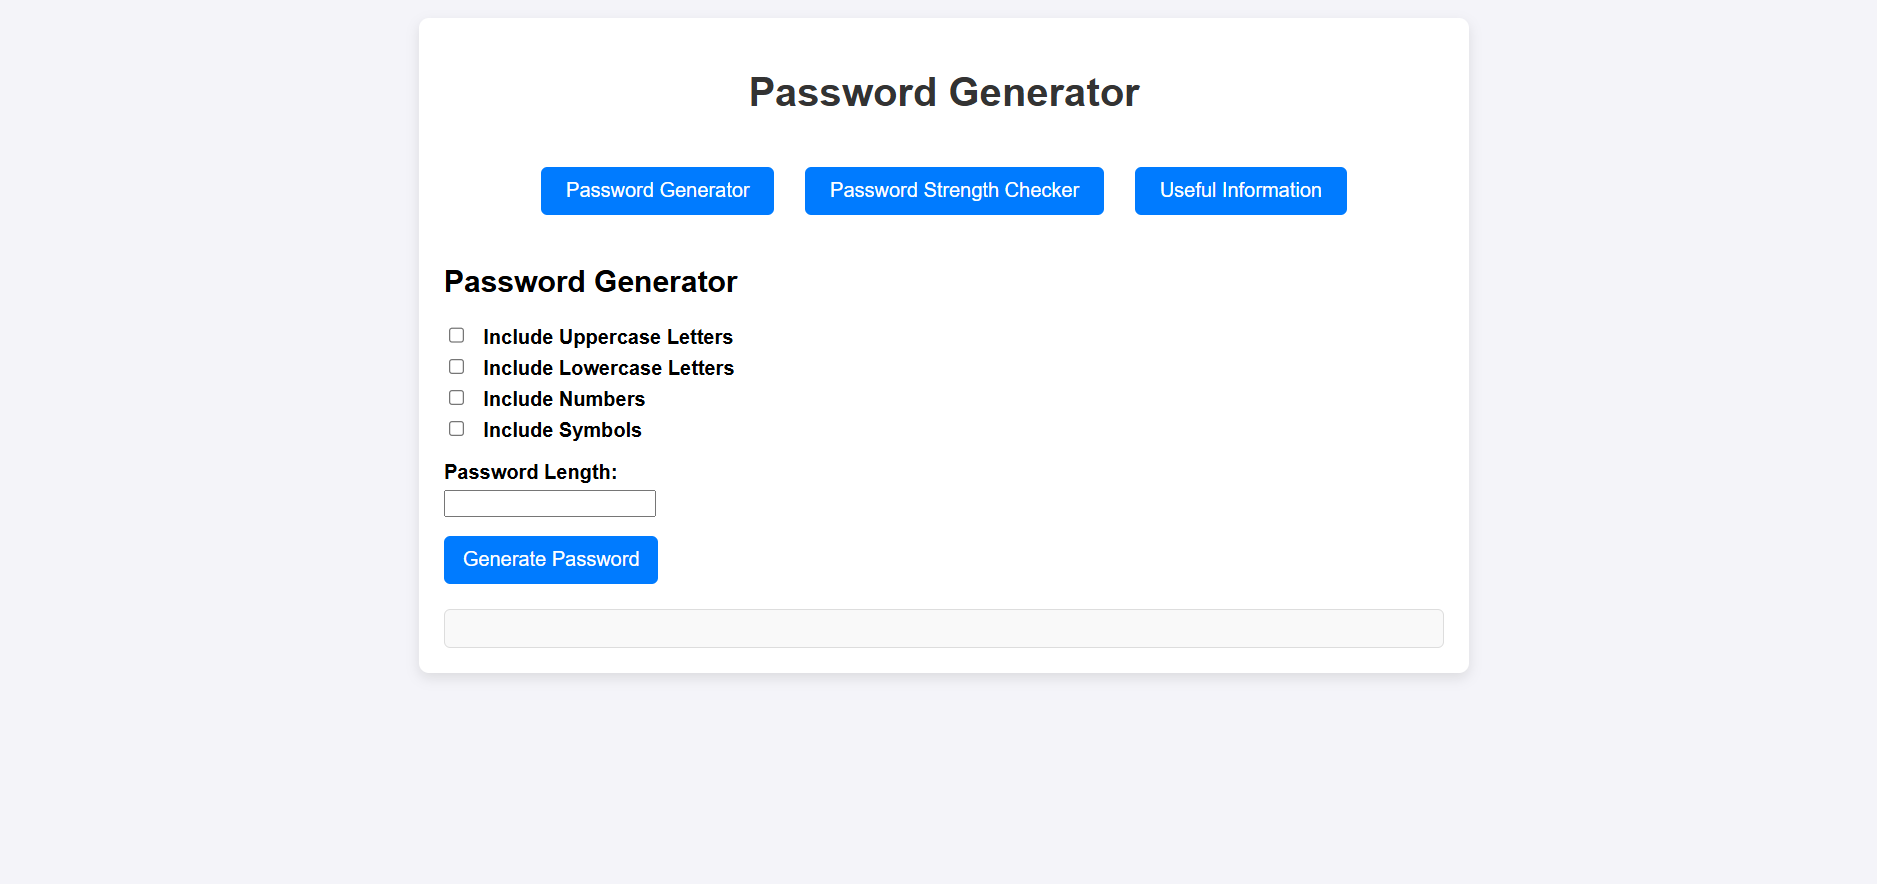 Password Generator
Password Generator Password Strength Checker Useful Information
Password Generator
Include Uppercase Letters
Include Lowercase Letters
Include Numbers
Include Symbols
Password Length:
Generate Password